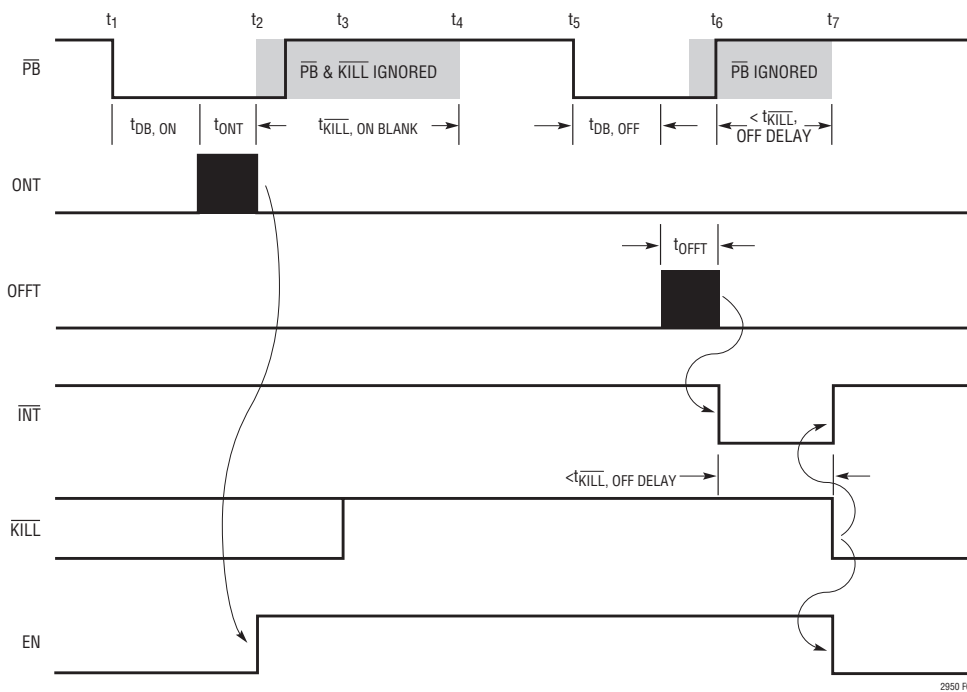 t1 t2 t3 t4 t5 t6 t7
PB
PB & KILL IGNORED
PB IGNORED
tDB, ON tONT tKILL, ON BLANK tDB, OFF < tKILL,
OFF DELAY
ONT
tOFFT
OFFT
INT
<tKILL, OFF DELAY
KILL
EN